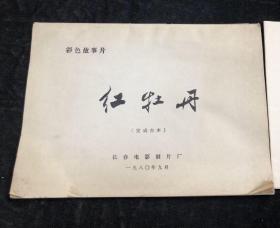 彩色故事片
红牡丹
(完成台本)
长春电影制片厂
一九八〇年九月